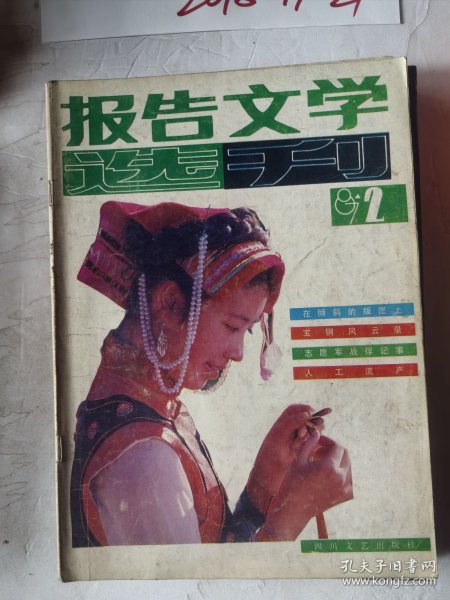 报告文学
选刊
87 2
在倾斜的版图上
宝钢风云录
志愿军战俘记事
人工流产
四川文艺出版社
孔夫子旧书网
www.kongfz.com